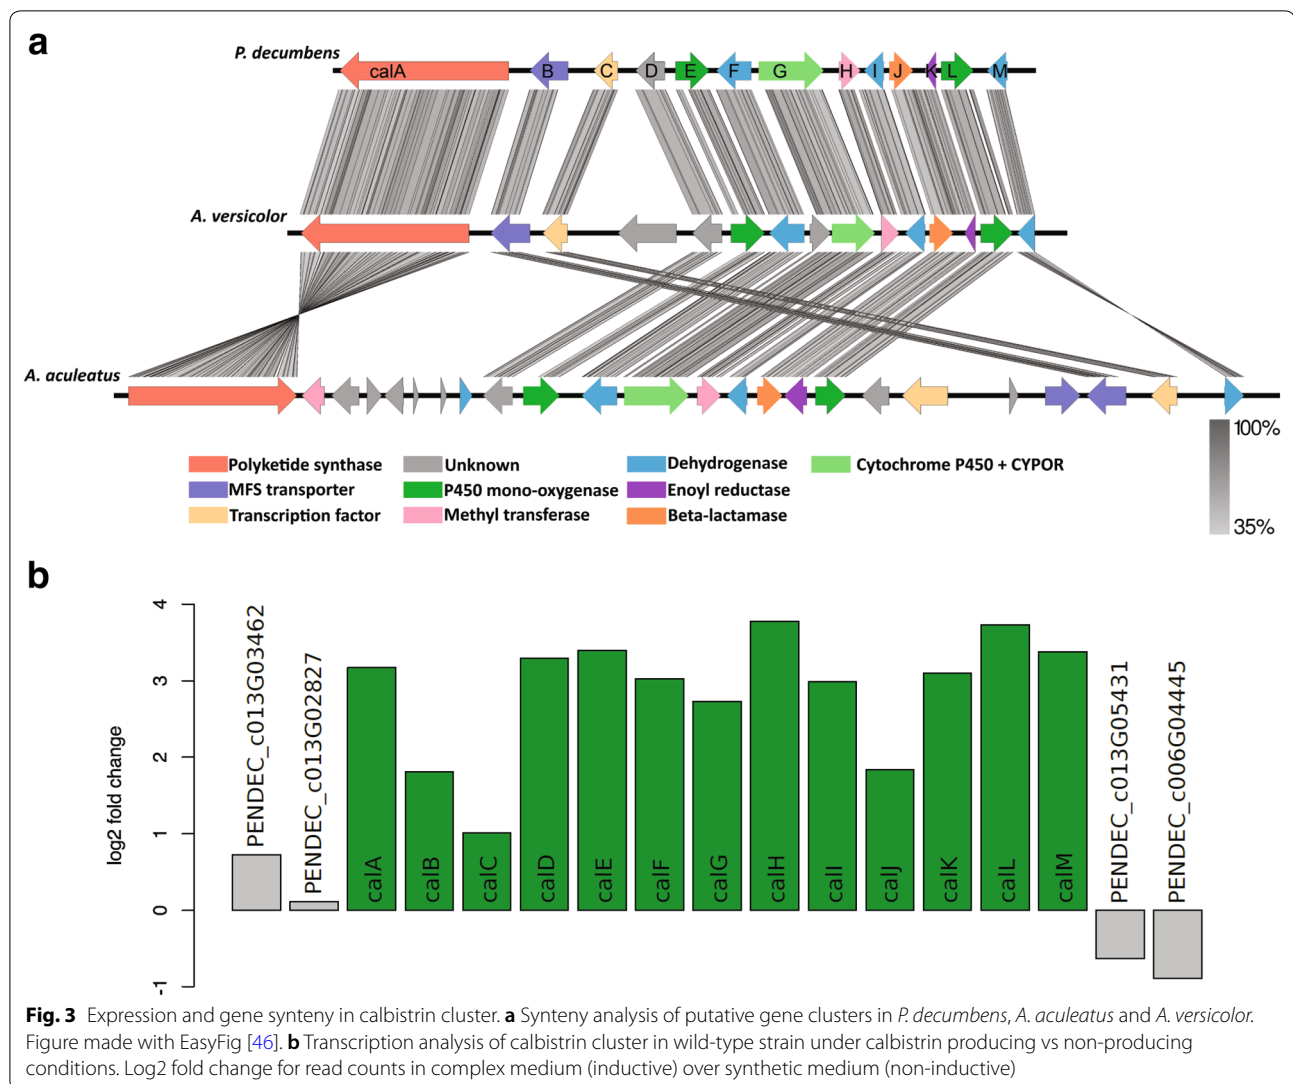 a
P. decumbens
calA B C D E F G H I J K L M
A. versicolor
A. aculeatus
100%
35%
Polyketide synthase
MFS transporter
Transcription factor
Unknown
P450 mono-oxygenase
Methyl transferase
Dehydrogenase
Enoyl reductase
Beta-lactamase
Cytochrome P450 + CYPOR
b
log2 fold change
4
3
2
1
0
-1
PENDEC_c013G03462
PENDEC_c013G02827
calA
calB
calC
calD
calE
calF
calG
calH
calI
calJ
calK
calL
calM
PENDEC_c013G05431
PENDEC_c006G04445
Fig. 3 Expression and gene synteny in calbistrin cluster. a Synteny analysis of putative gene clusters in P. decumbens, A. aculeatus and A. versicolor.
Figure made with EasyFig [46]. b Transcription analysis of calbistrin cluster in wild-type strain under calbistrin producing vs non-producing
conditions. Log2 fold change for read counts in complex medium (inductive) over synthetic medium (non-inductive)